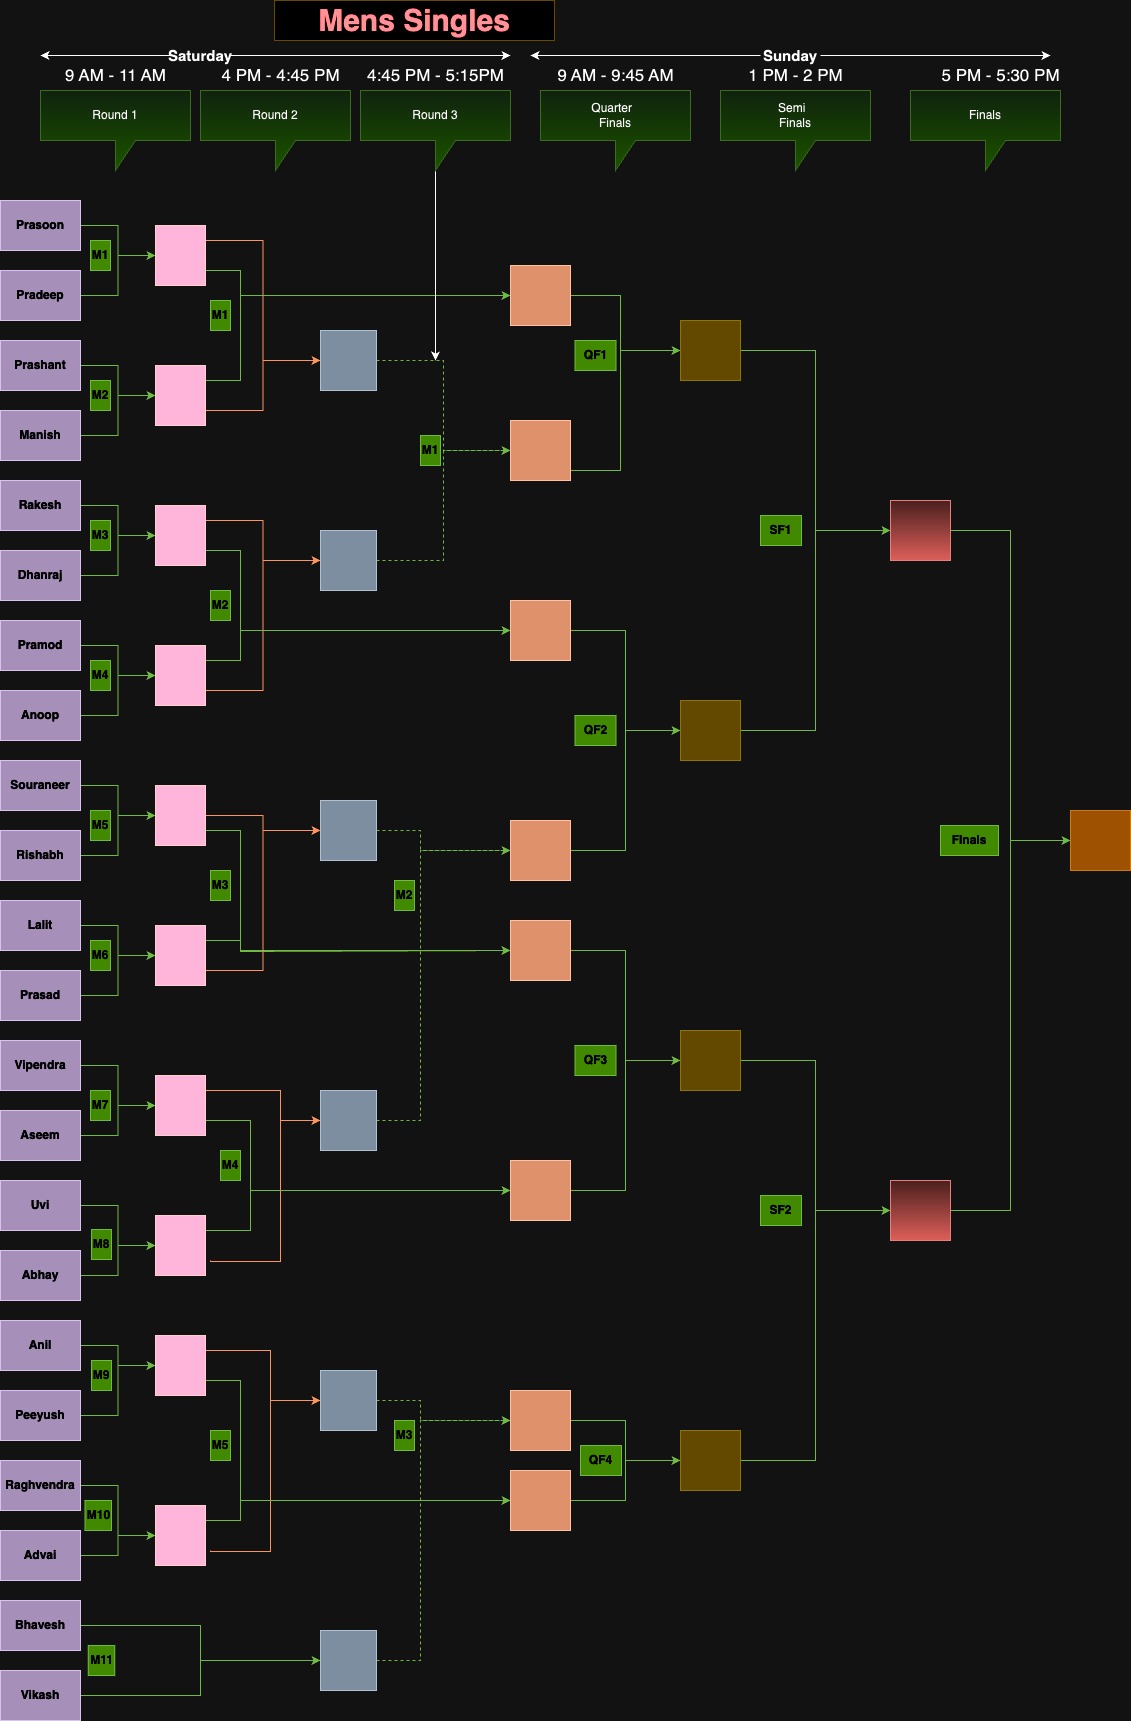 Mens Singles
Saturday
Sunday
9 AM - 11 AM
4 PM - 4:45 PM
4:45 PM - 5:15PM
9 AM - 9:45 AM
1 PM - 2 PM
5 PM - 5:30 PM
Round 1
Round 2
Round 3
Quarter
Finals
Semi
Finals
Finals
Prasoon
M1
Pradeep
M1
Prashant
M2
Manish
QF1
M1
Rakesh
M3
Dhanraj
SF1
M2
Pramod
M4
Anoop
QF2
Souraneer
M5
Rishabh
Finals
M3
M2
Lalit
M6
Prasad
Vipendra
QF3
M7
Aseem
M4
Uvi
M8
SF2
Abhay
Anil
M9
Peeyush
M5
M3
QF4
Raghvendra
M10
Advai
Bhavesh
M11
Vikash